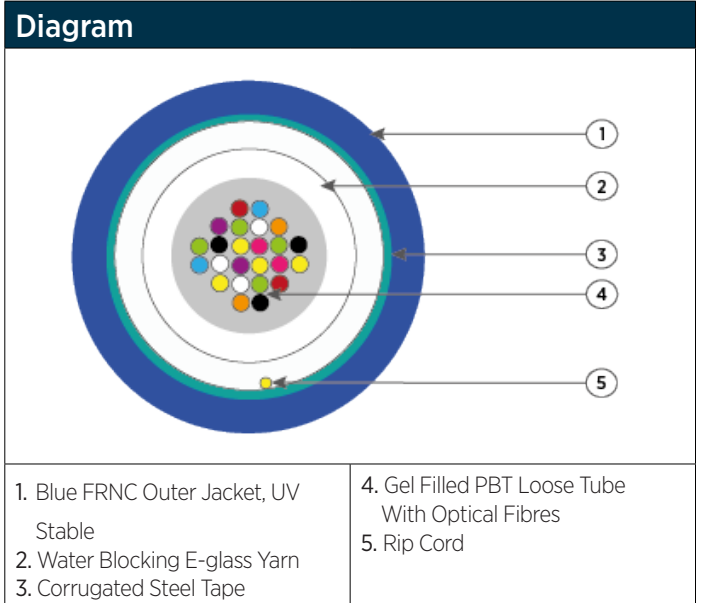 Diagram
1
2
3
4
5
1. Blue FRNC Outer Jacket, UV
Stable
2. Water Blocking E-glass Yarn
3. Corrugated Steel Tape
4. Gel Filled PBT Loose Tube
With Optical Fibres
5. Rip Cord